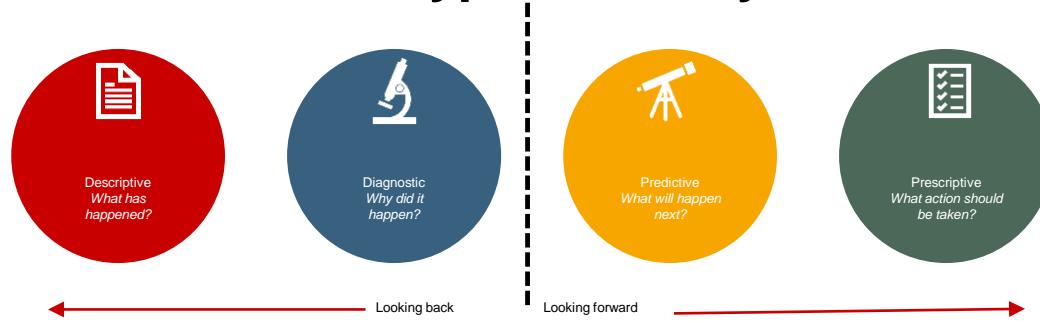 Descriptive
What has
happened?
Diagnostic
Why did it
happen?
Predictive
What will happen
next?
Prescriptive
What action should
be taken?
Looking back
Looking forward